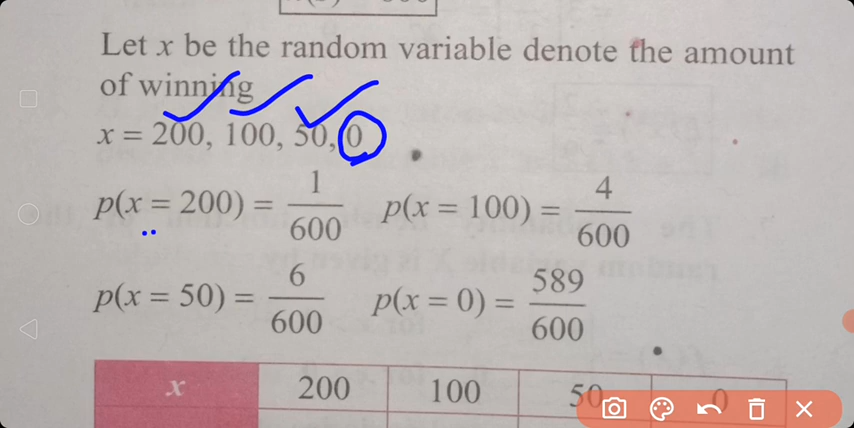 Let x be the random variable denote the amount
of winning
x = 200, 100, 50, 0
p(x = 200) = 1/600 p(x = 100) = 4/600
p(x = 50) = 6/600 p(x = 0) = 589/600
x 200 100 50 0